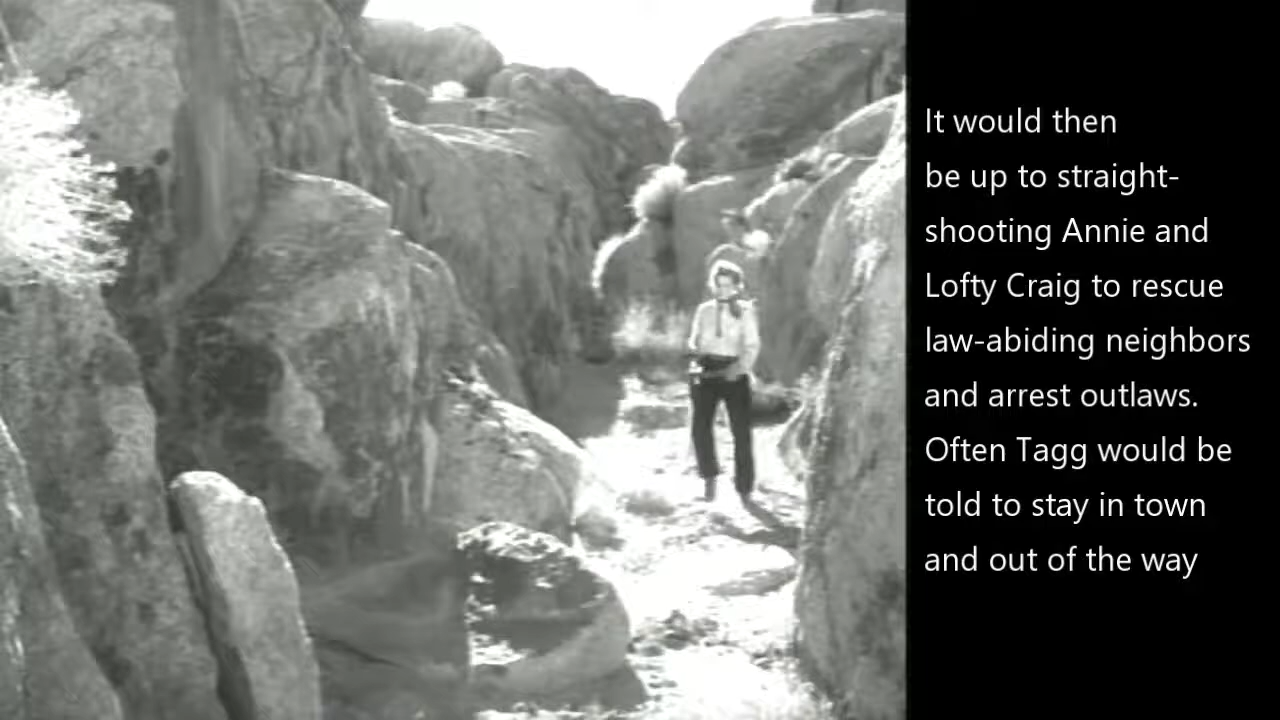 It would then
be up to straight-
shooting Annie and
Lofty Craig to rescue
law-abiding neighbors
and arrest outlaws.
Often Tagg would be
told to stay in town
and out of the way